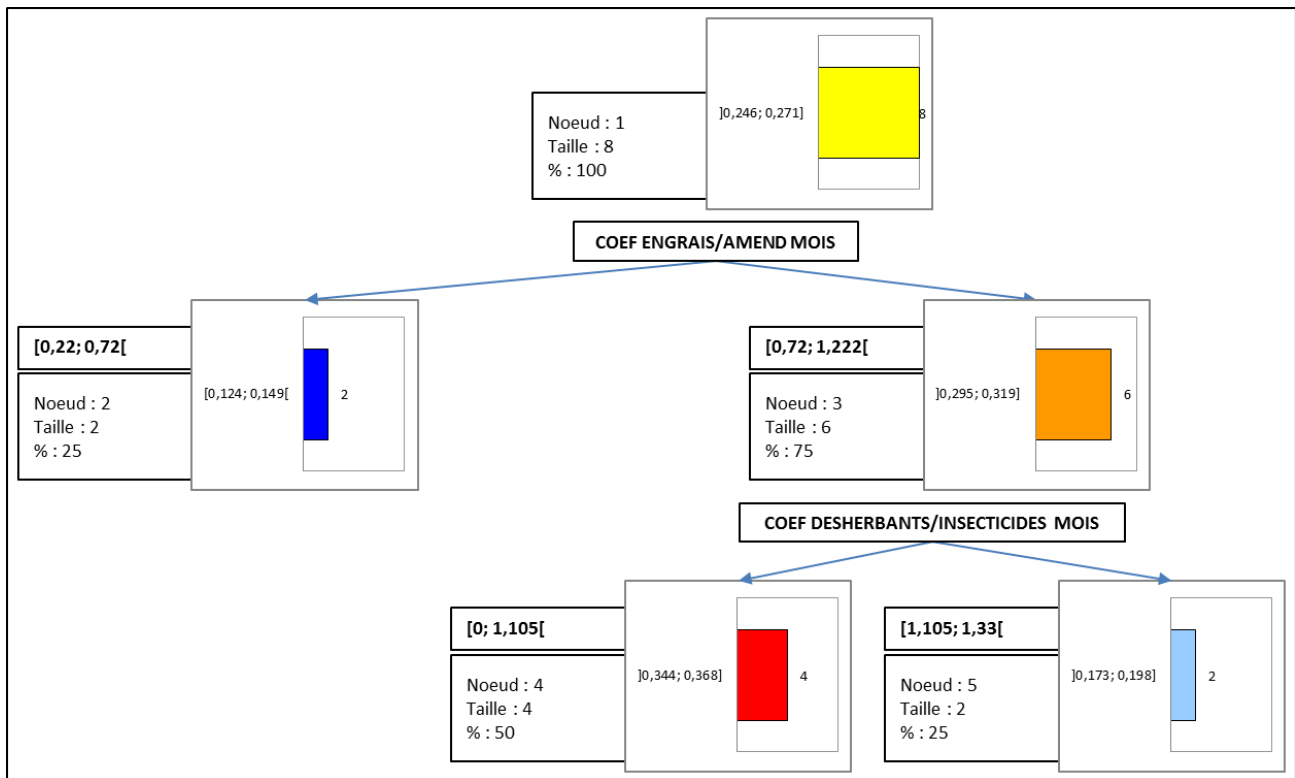 ]0,246; 0,271]
8
Noeud : 1
Taille : 8
% : 100
COEF ENGRAIS/AMEND MOIS
[0,22; 0,72[
[0,124; 0,149[
2
Noeud : 2
Taille : 2
% : 25
[0,72; 1,222[
]0,295; 0,319]
6
Noeud : 3
Taille : 6
% : 75
COEF DESHERBANTS/INSECTICIDES MOIS
[0; 1,105[
]0,344; 0,368]
4
Noeud : 4
Taille : 4
% : 50
[1,105; 1,33[
]0,173; 0,198]
2
Noeud : 5
Taille : 2
% : 25